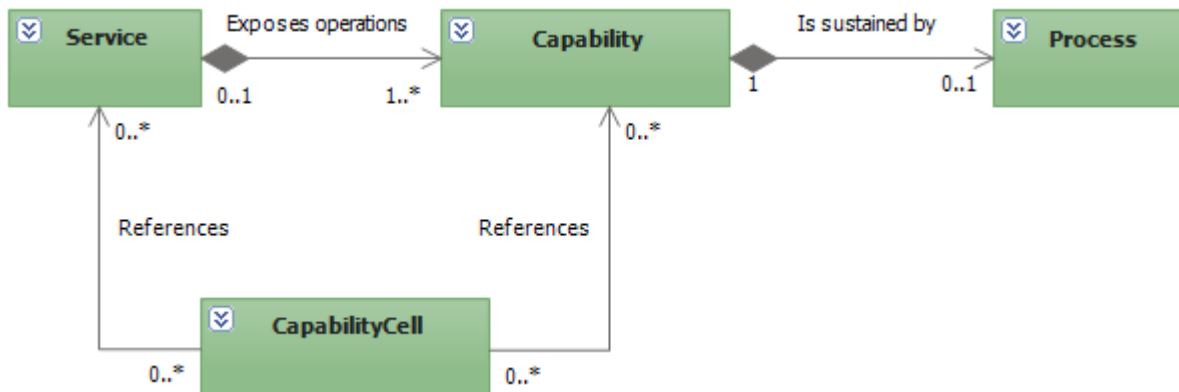 Exposes operations
Is sustained by
Service
Capability
Process
0..1
1..*
1
0..1
0..*
0..*
References
References
CapabilityCell
0..*
0..*